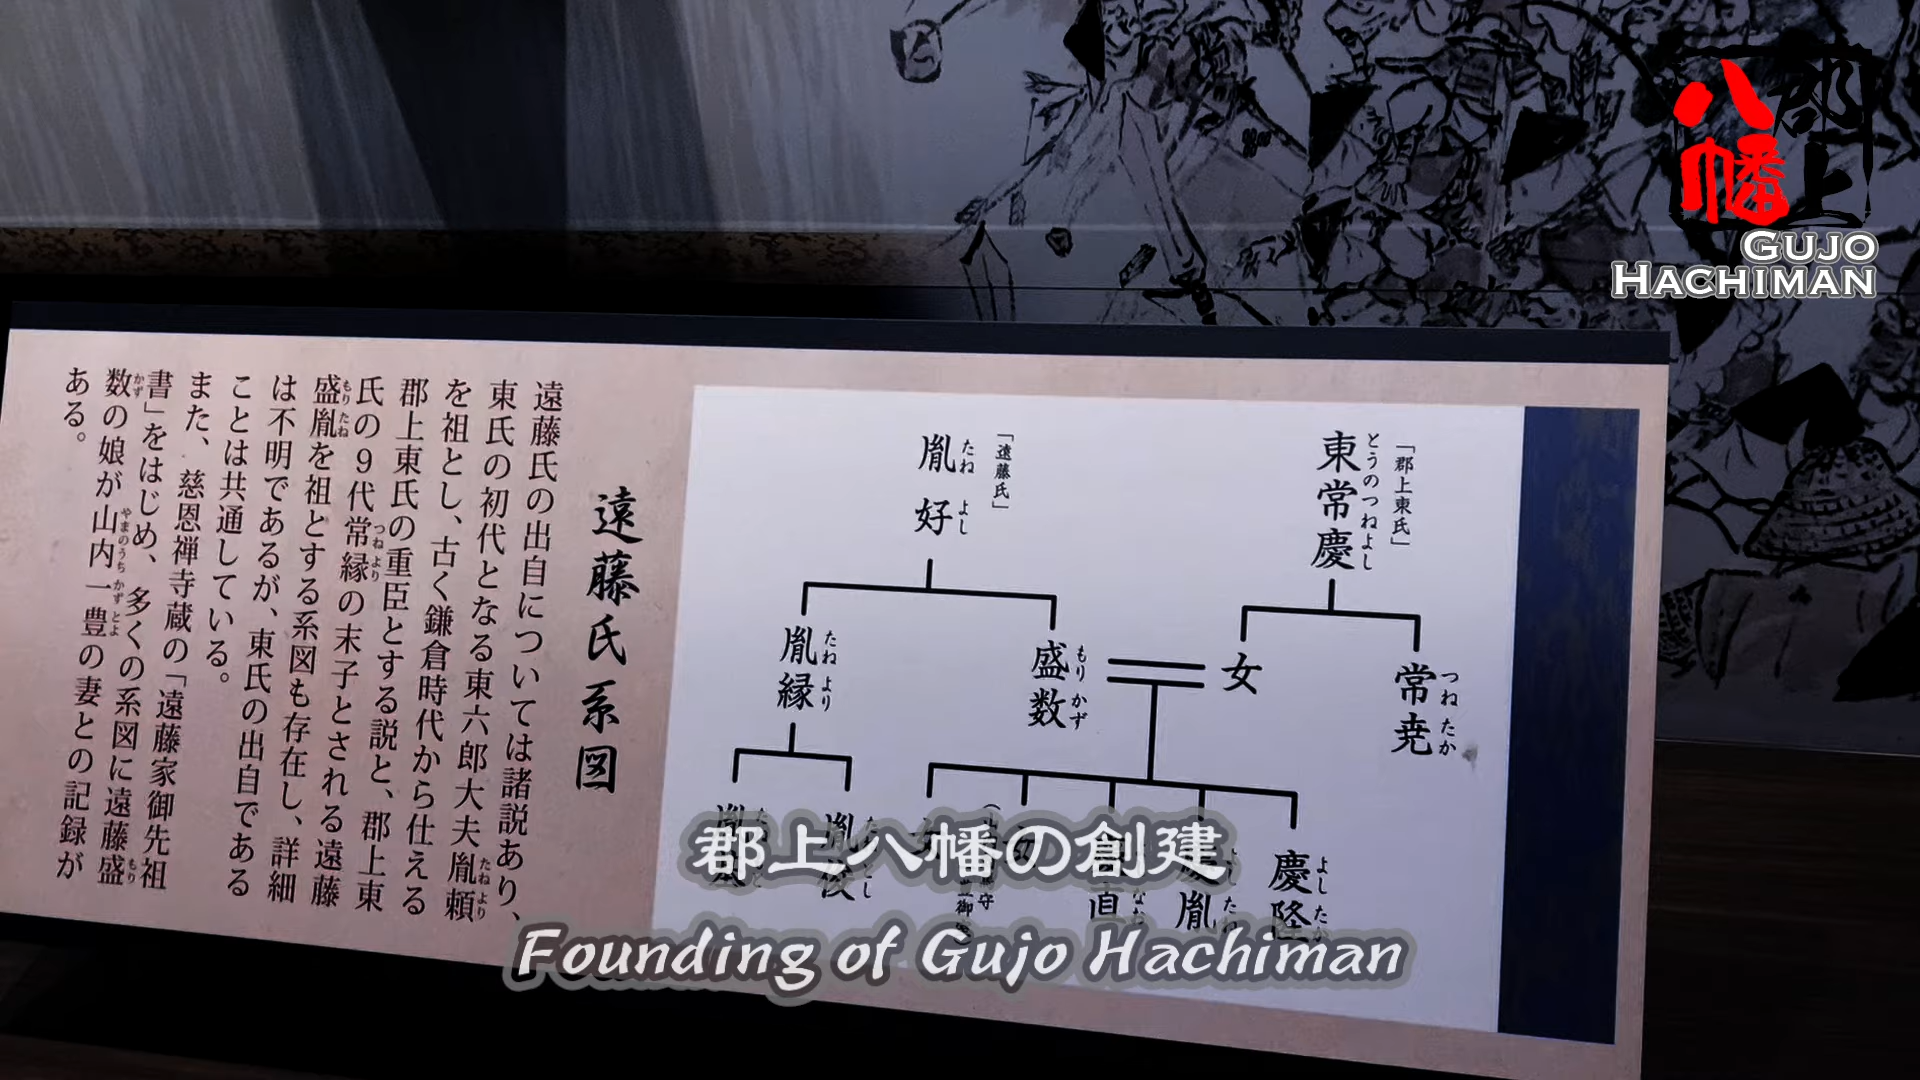 郡上
八幡
GUJO
HACHIMAN
「郡上東氏」
東常慶
とうのつねよし
常尭
つねたか
女
「遠藤氏」
胤好
たねよし
盛数
もりかず
胤縁
たねより
慶隆
よしたか
胤
直
胤
遠藤氏系図
遠藤氏の出自については諸説あり、
東氏の初代となる東六郎大夫胤頼
を祖とし、古く鎌倉時代から仕える
郡上東氏の重臣とする説と、郡上東
氏の9代常縁の末子とされる遠藤
盛胤を祖とする系図も存在し、詳細
は不明であるが、東氏の出自である
ことは共通している。
また、慈恩禅寺蔵の「遠藤家御先祖
書」をはじめ、多くの系図に遠藤盛
数の娘が山内一豊の妻との記録が
ある。
郡上八幡の創建
Founding of Gujo Hachiman